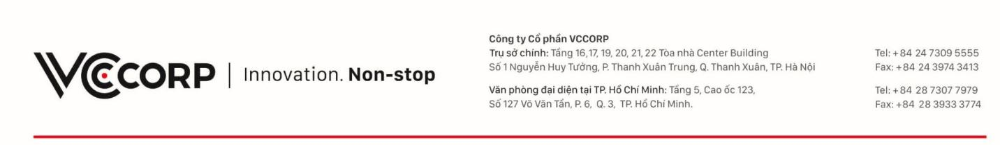 VCCORP | Innovation. Non-stop
Công ty Cổ phần VCCORP
Trụ sở chính: Tầng 16,17, 19, 20, 21, 22 Tòa nhà Center Building
Số 1 Nguyễn Huy Tưởng, P. Thanh Xuân Trung, Q. Thanh Xuân, TP. Hà Nội
Tel: +84 24 7309 5555
Fax: +84 24 3974 3413
Văn phòng đại diện tại TP. Hồ Chí Minh: Tầng 5, Cao ốc 123,
Số 127 Võ Văn Tần, P. 6, Q. 3, TP. Hồ Chí Minh.
Tel: +84 28 7307 7979
Fax: +84 28 3933 3774